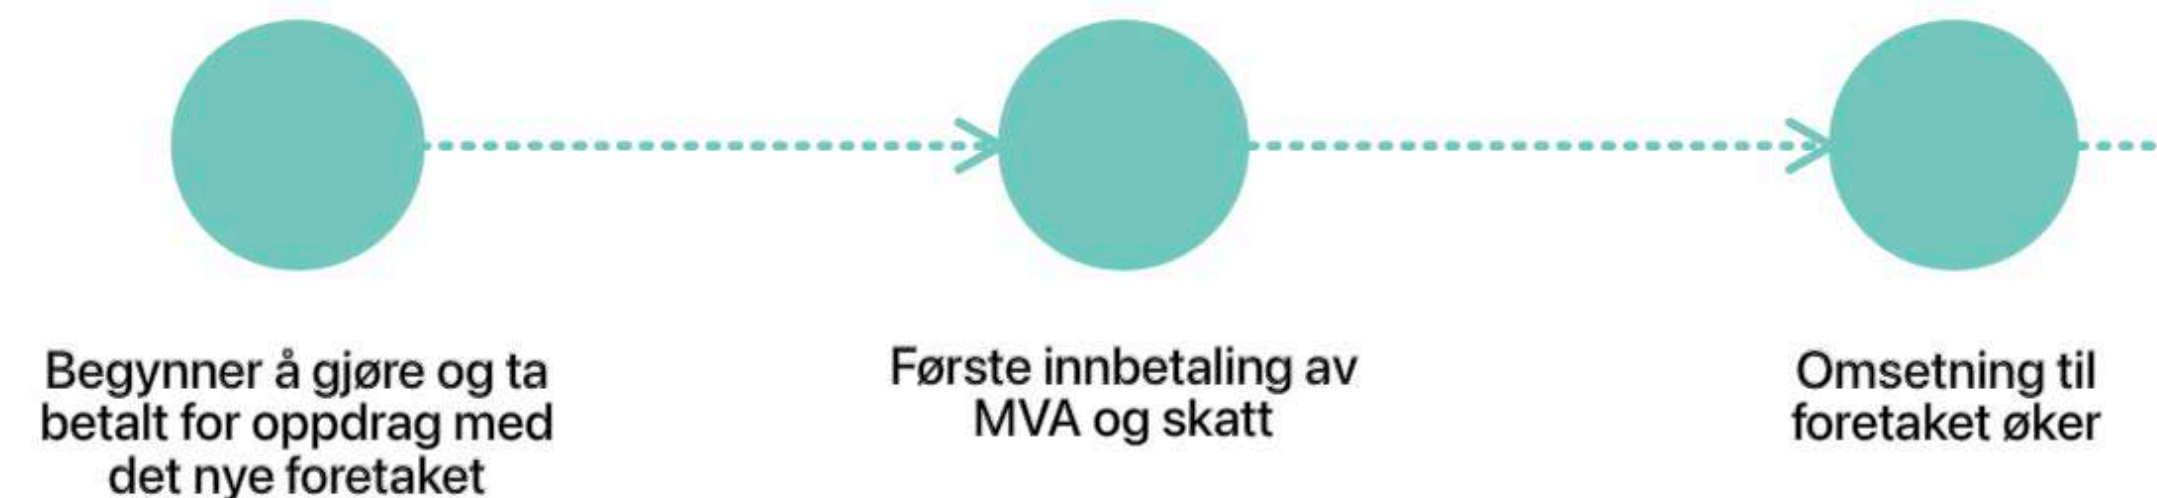 Begynner å gjøre og ta
betalt for oppdrag med
det nye foretaket
Første innbetaling av
MVA og skatt
Omsetning til
foretaket øker